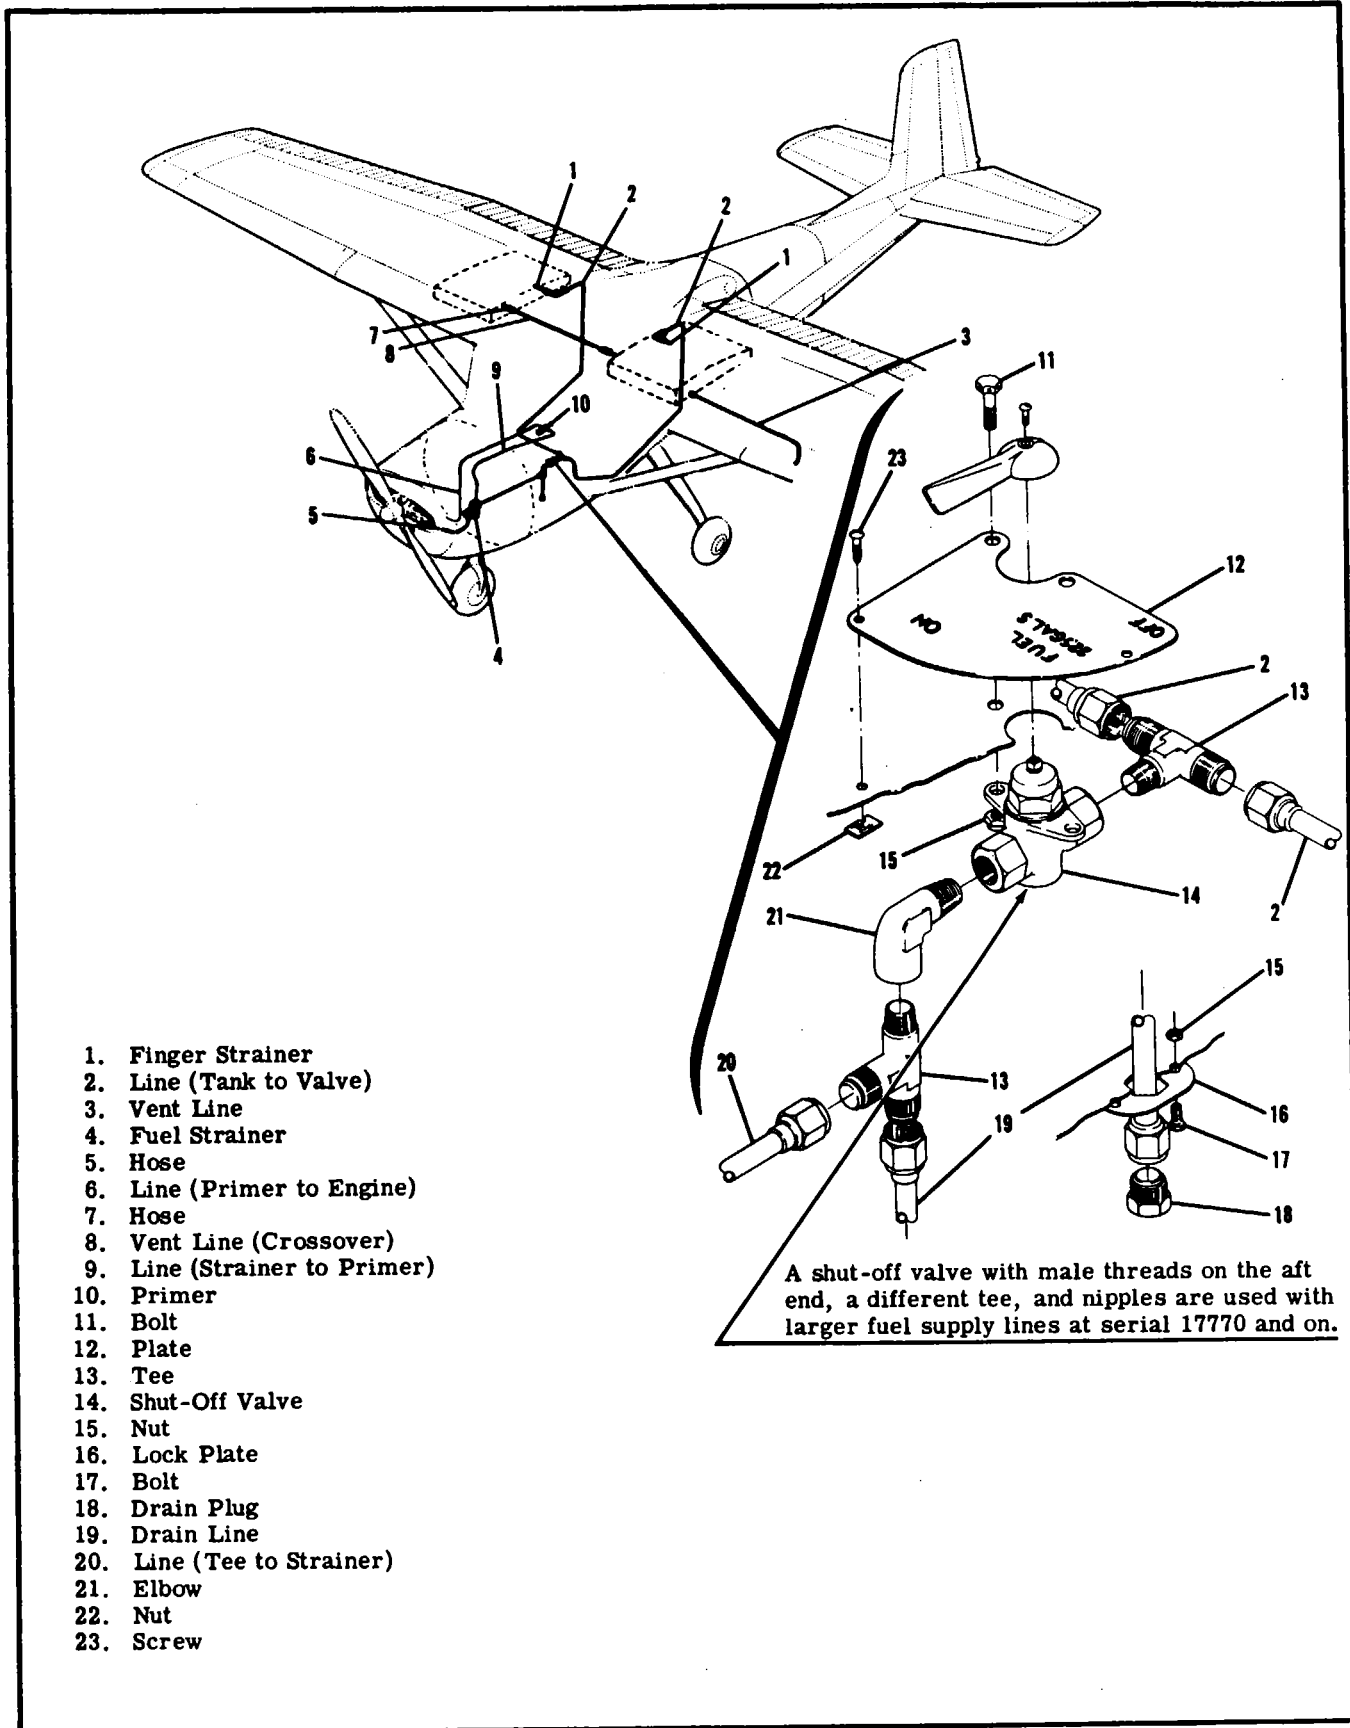 1
2
2
1
7
8
3
9
11
10
6
23
5
12
ON
OFF
FUEL
4
2
13
15
22
14
21
2
15
20
13
19
16
17
18
1. Finger Strainer
2. Line (Tank to Valve)
3. Vent Line
4. Fuel Strainer
5. Hose
6. Line (Primer to Engine)
7. Hose
8. Vent Line (Crossover)
9. Line (Strainer to Primer)
10. Primer
11. Bolt
12. Plate
13. Tee
14. Shut-Off Valve
15. Nut
16. Lock Plate
17. Bolt
18. Drain Plug
19. Drain Line
20. Line (Tee to Strainer)
21. Elbow
22. Nut
23. Screw
A shut-off valve with male threads on the aft
end, a different tee, and nipples are used with
larger fuel supply lines at serial 17770 and on.